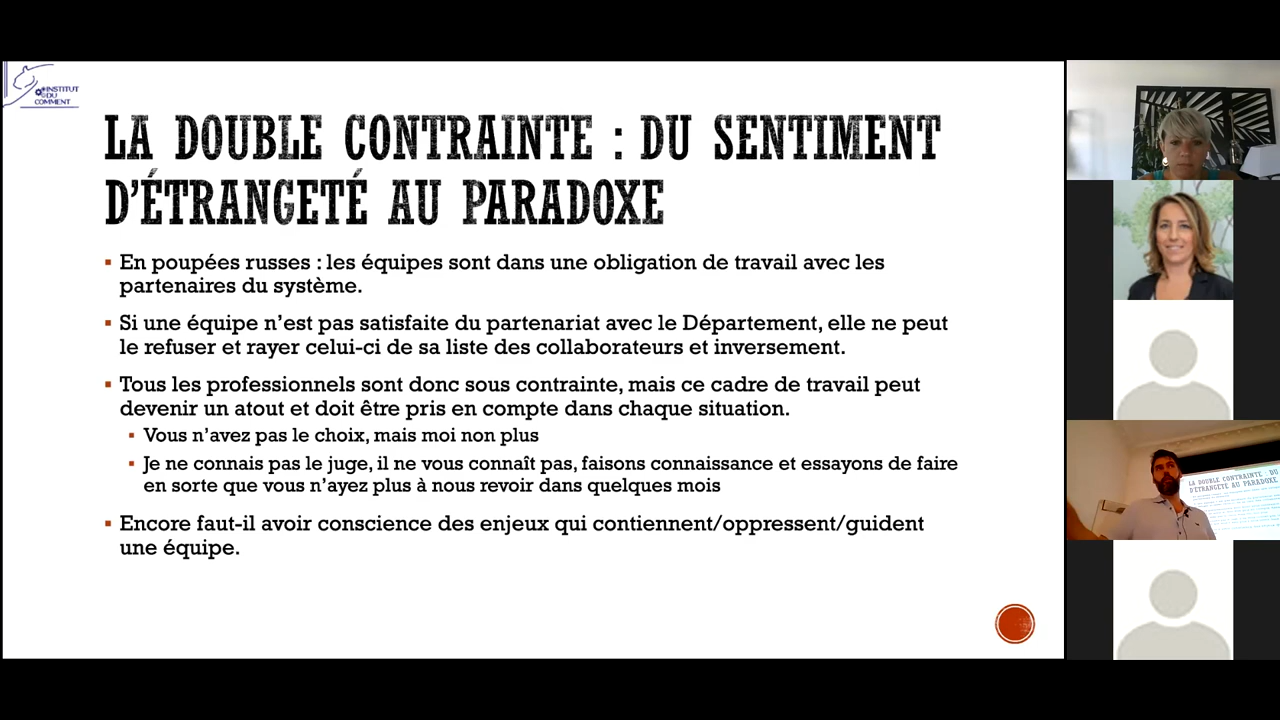 INSTITUT
DU
COMMENT
LA DOUBLE CONTRAINTE : DU SENTIMENT
D'ÉTRANGETÉ AU PARADOXE
▪ En poupées russes : les équipes sont dans une obligation de travail avec les
partenaires du système.
▪ Si une équipe n'est pas satisfaite du partenariat avec le Département, elle ne peut
le refuser et rayer celui-ci de sa liste des collaborateurs et inversement.
▪ Tous les professionnels sont donc sous contrainte, mais ce cadre de travail peut
devenir un atout et doit être pris en compte dans chaque situation.
▪ Vous n'avez pas le choix, mais moi non plus
▪ Je ne connais pas le juge, il ne vous connaît pas, faisons connaissance et essayons de faire
en sorte que vous n'ayez plus à nous revoir dans quelques mois
▪ Encore faut-il avoir conscience des enjeux qui contiennent/oppressent/guident
une équipe.
LA DOUBLE CONTRAINTE : DU
D'ÉTRANGETÉ AU PARADOXE